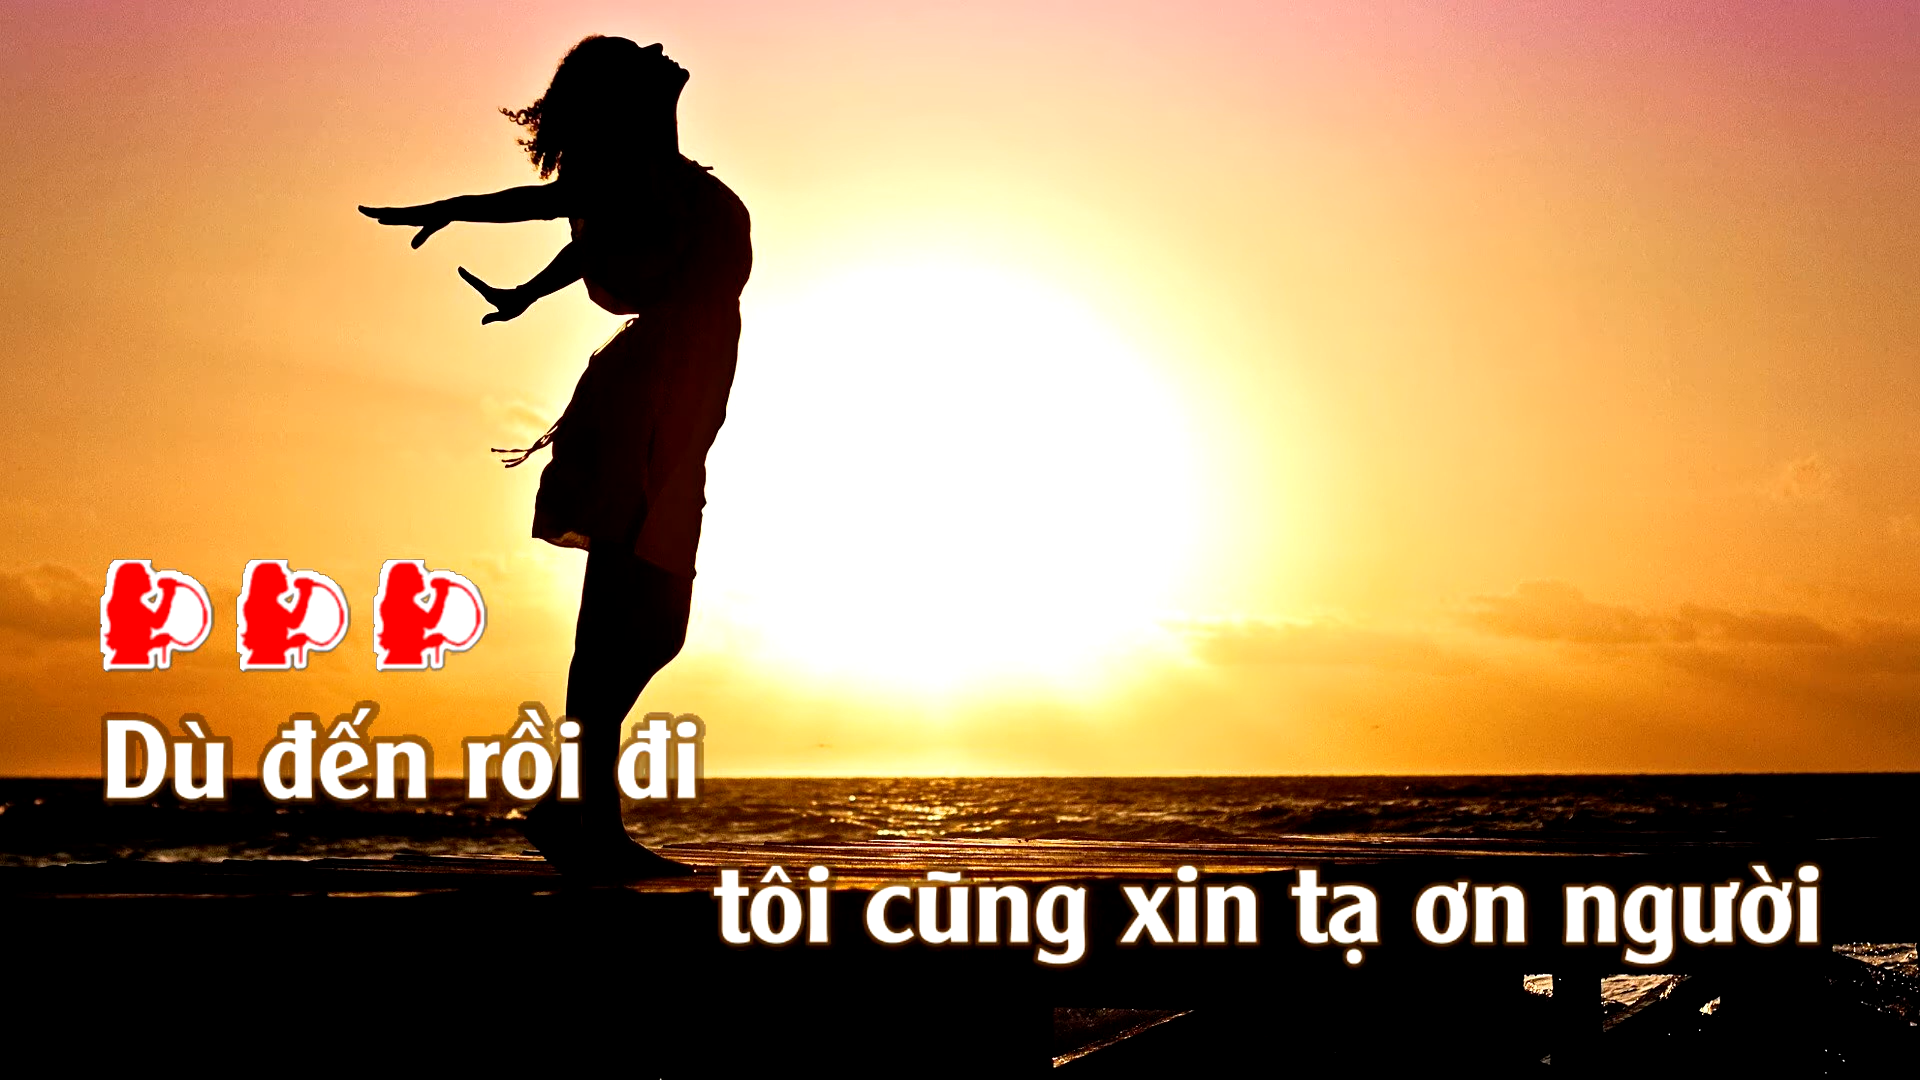 Dù đến rồi đi
tôi cũng xin tạ ơn người